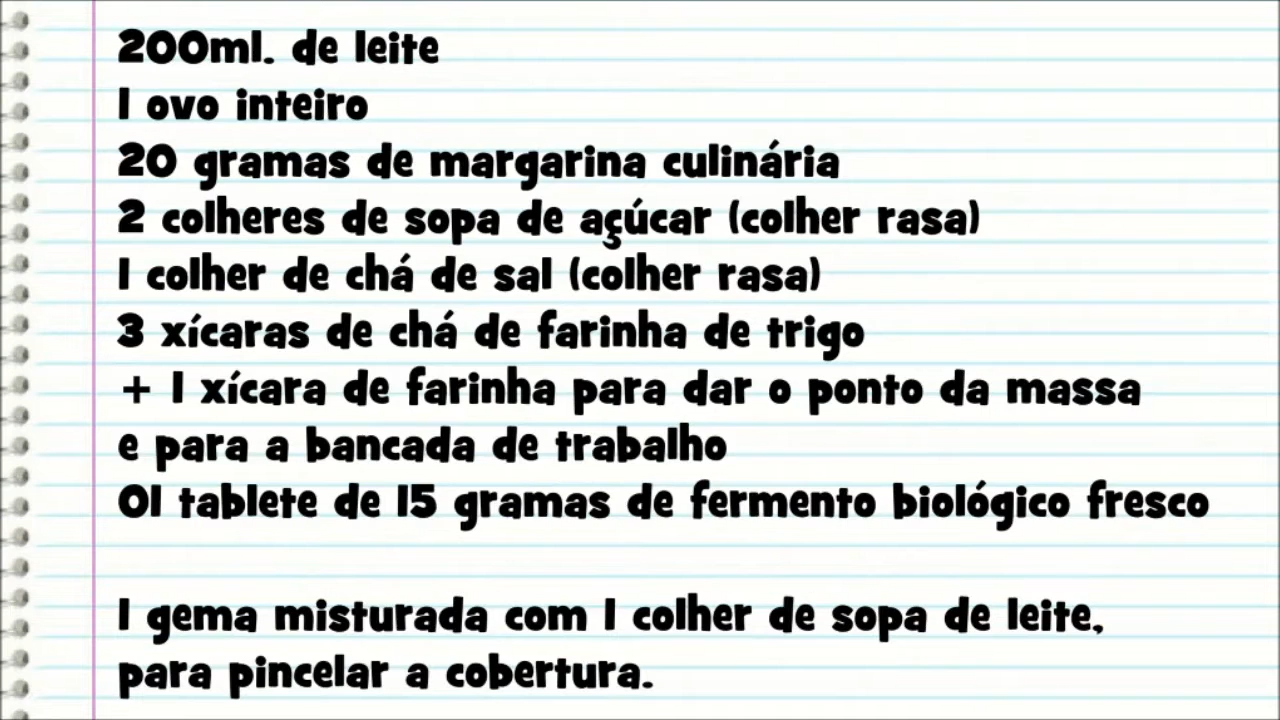 200ml. de leite
1 ovo inteiro
20 gramas de margarina culinária
2 colheres de sopa de açúcar (colher rasa)
1 colher de chá de sal (colher rasa)
3 xícaras de chá de farinha de trigo
+ 1 xícara de farinha para dar o ponto da massa
e para a bancada de trabalho
01 tablete de 15 gramas de fermento biológico fresco
1 gema misturada com 1 colher de sopa de leite,
para pincelar a cobertura.